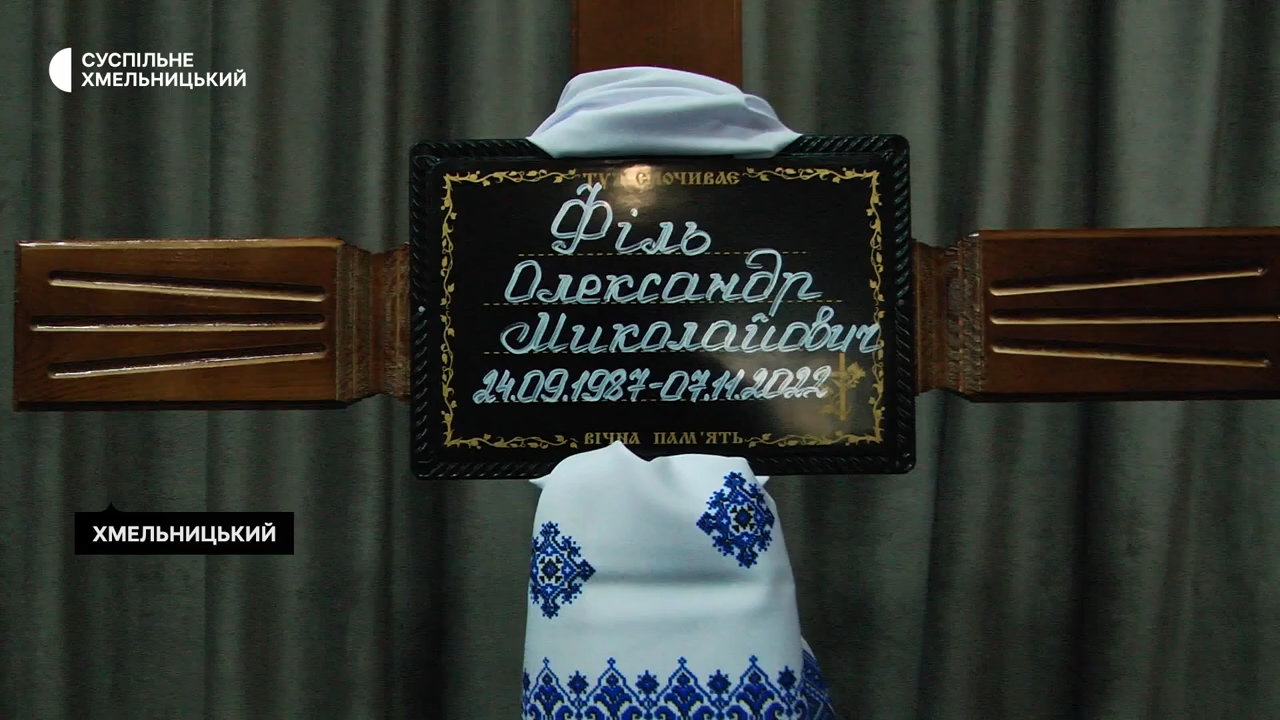 СУСПІЛЬНЕ
ХМЕЛЬНИЦЬКИЙ
ТУТ СПОЧИВАЄ
Філь
Олександр
Миколайович
24.09.1987-07.11.2022
ВІЧНА ПАМ'ЯТЬ
ХМЕЛЬНИЦЬКИЙ